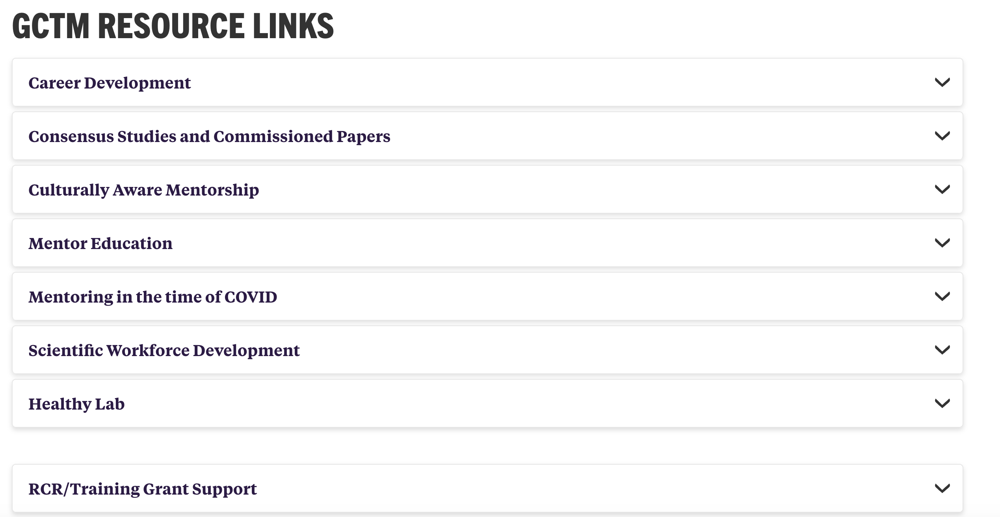 GCTM RESOURCE LINKS
Career Development
Consensus Studies and Commissioned Papers
Culturally Aware Mentorship
Mentor Education
Mentoring in the time of COVID
Scientific Workforce Development
Healthy Lab
RCR/Training Grant Support